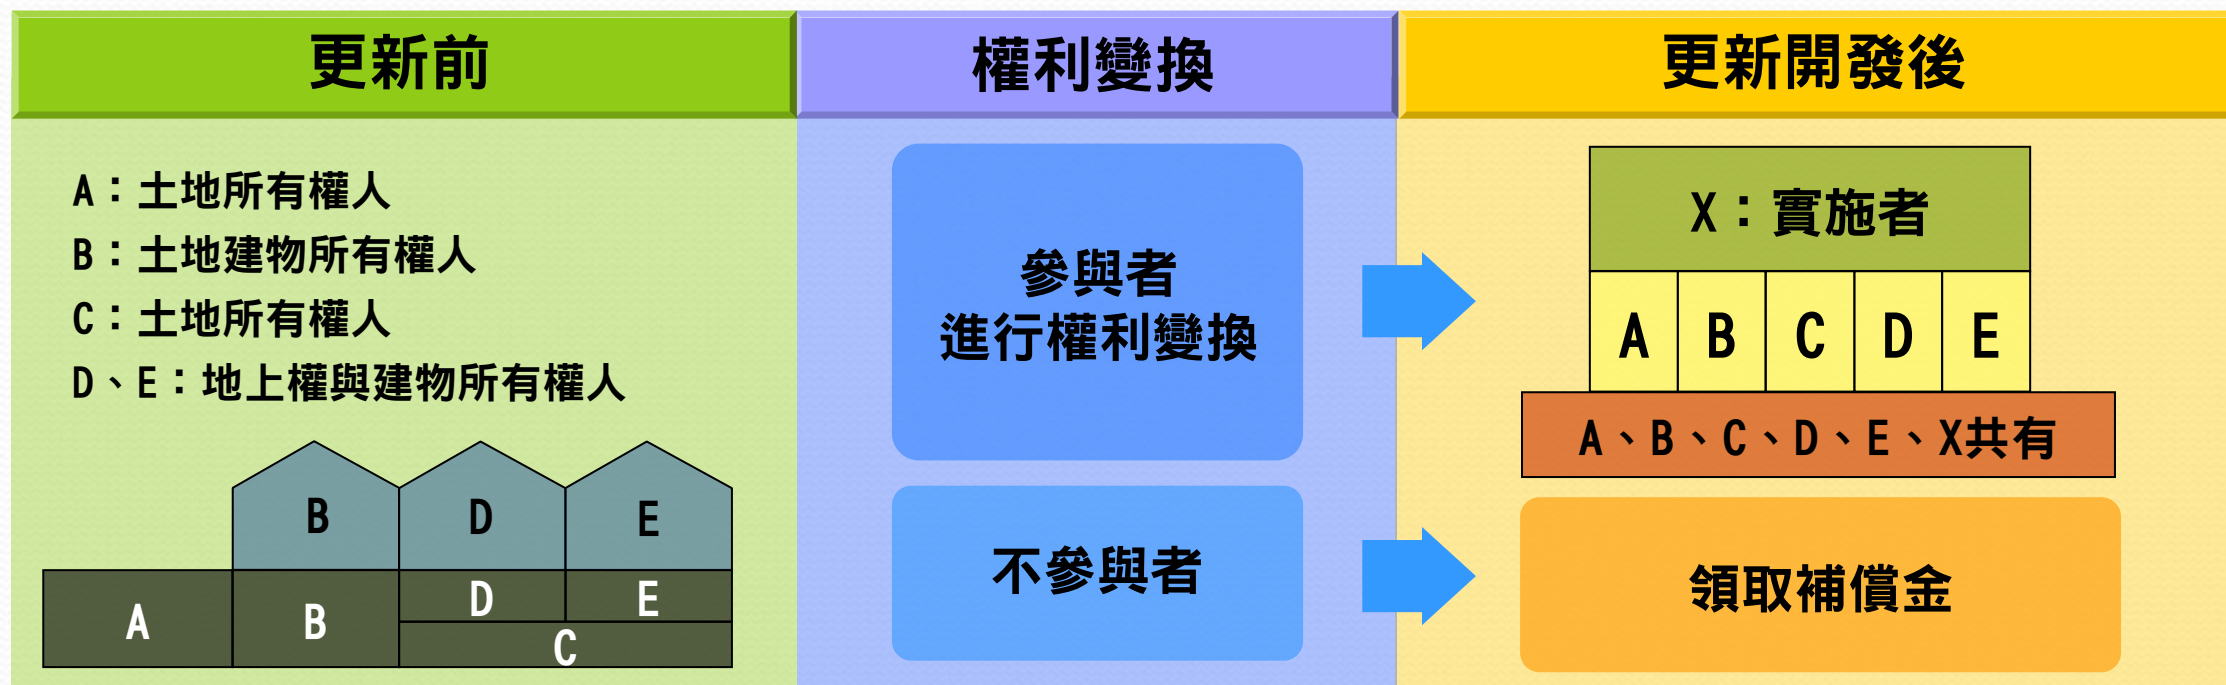 更新前
權利變換
更新開發後
A：土地所有權人
B：土地建物所有權人
C：土地所有權人
D、E：地上權與建物所有權人
B
D
E
A
B
D
E
C
參與者
進行權利變換
不參與者
X：實施者
A
B
C
D
E
A、B、C、D、E、X共有
領取補償金